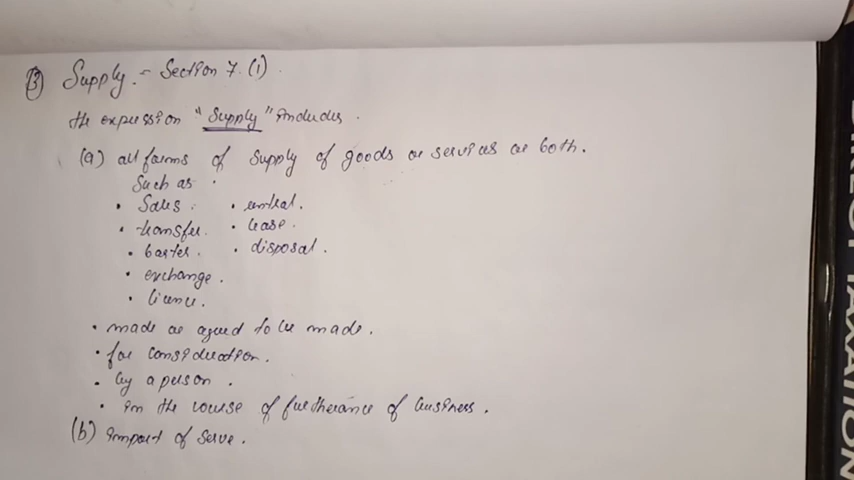 (3) Supply :- Section 7.(1).
the expression "Supply" includes.
(a) all forms of supply of goods or services or both.
Such as
• Sales. • rental.
• transfer. • lease.
• barter. • disposal.
• exchange.
• licence.
• made or agreed to be made.
• for consideration.
• by a person.
• in the course of furtherance of business.
(b) import of serve.
DIRECT TAXATION